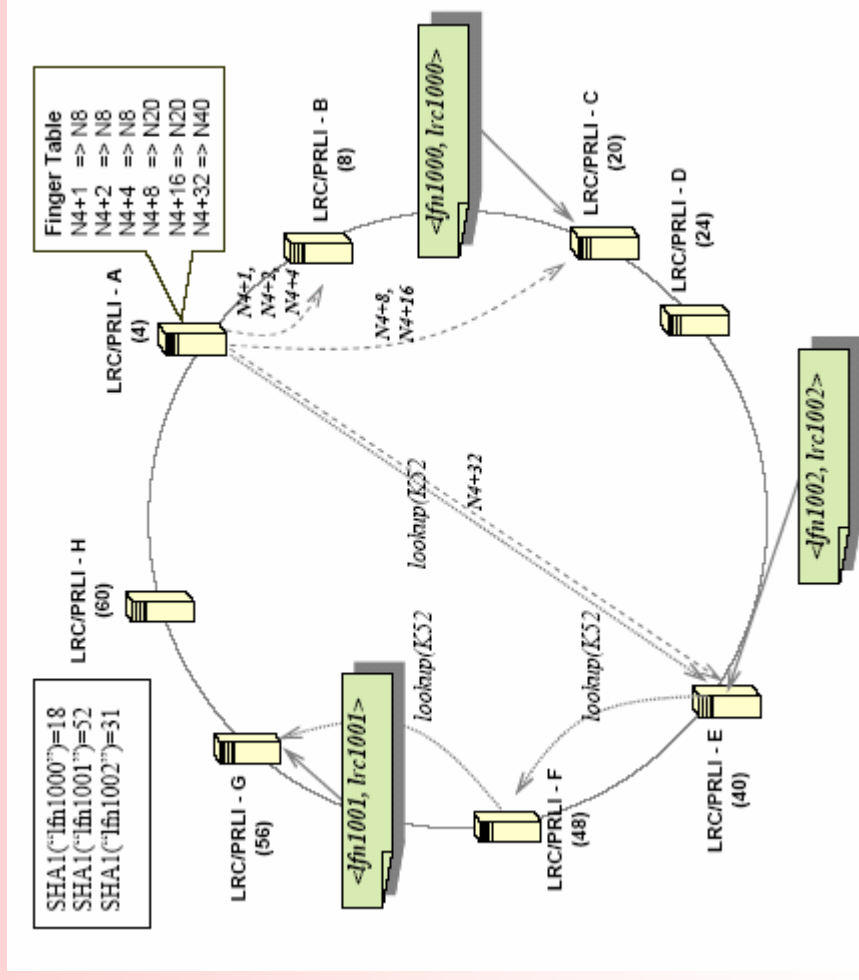 Finger Table
N4+1 => N8
N4+2 => N8
N4+4 => N8
N4+8 => N20
N4+16 => N20
N4+32 => N40
SHA1("lfn1000")=18
SHA1("lfn1001")=52
SHA1("lfn1002")=31
LRC/PRLI - A
(4)
N4+1,
N4+2,
N4+4
LRC/PRLI - B
(8)
<lfn1000, lrc1000>
N4+8,
N4+16
LRC/PRLI - C
(20)
LRC/PRLI - D
(24)
LRC/PRLI - H
(60)
LRC/PRLI - G
(56)
<lfn1001, lrc1001>
lookup(K52
lookup(K52
N4+32
lookup(K52
LRC/PRLI - F
(48)
LRC/PRLI - E
(40)
<lfn1002, lrc1002>